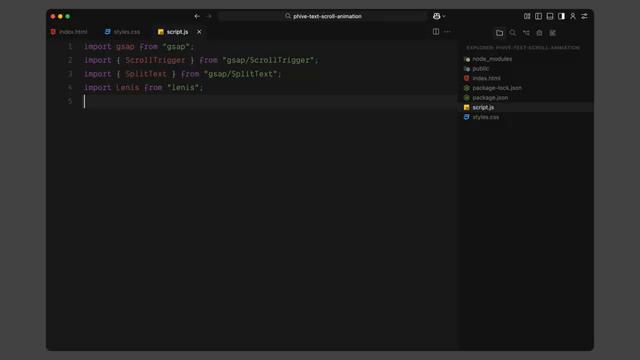 phive-text-scroll-animation
index.html
styles.css
script.js
1 import gsap from "gsap";
2 import { ScrollTrigger } from "gsap/ScrollTrigger";
3 import { SplitText } from "gsap/SplitText";
4 import Lenis from "lenis";
5
EXPLORER: PHIVE-TEXT-SCROLL-ANIMATION
node_modules
public
index.html
package-lock.json
package.json
script.js
styles.css